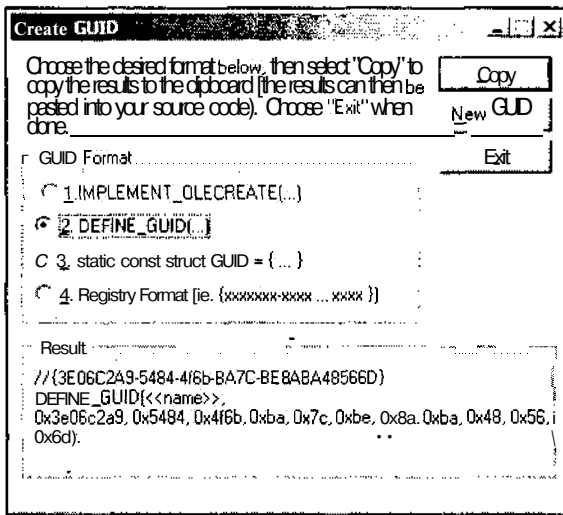 Create GUID
Choose the desired format below, then select "Copy" to
copy the results to the clipboard [the results can then be
pasted into your source code). Choose "Exit" when
done.
Copy
New GUID
Exit
GUID Format
1.IMPLEMENT_OLECREATE(...)
2. DEFINE_GUID(...)
C 3. static const struct GUID = { ... }
4. Registry Format [ie. {xxxxxxx-xxxx ... xxxx }]
Result
//{3E06C2A9-5484-4f6b-BA7C-BE8ABA48566D}
DEFINE_GUID(<<name>>,
0x3e06c2a9, 0x5484, 0x4f6b, 0xba, 0x7c, 0xbe, 0x8a. 0xba, 0x48, 0x56, i
0x6d).